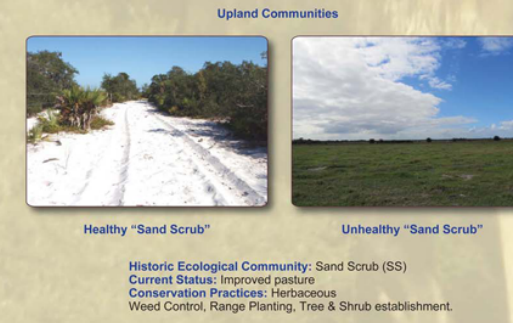 Upland Communities
Healthy “Sand Scrub”
Unhealthy “Sand Scrub”
Historic Ecological Community: Sand Scrub (SS)
Current Status: Improved pasture
Conservation Practices: Herbaceous
Weed Control, Range Planting, Tree & Shrub establishment.